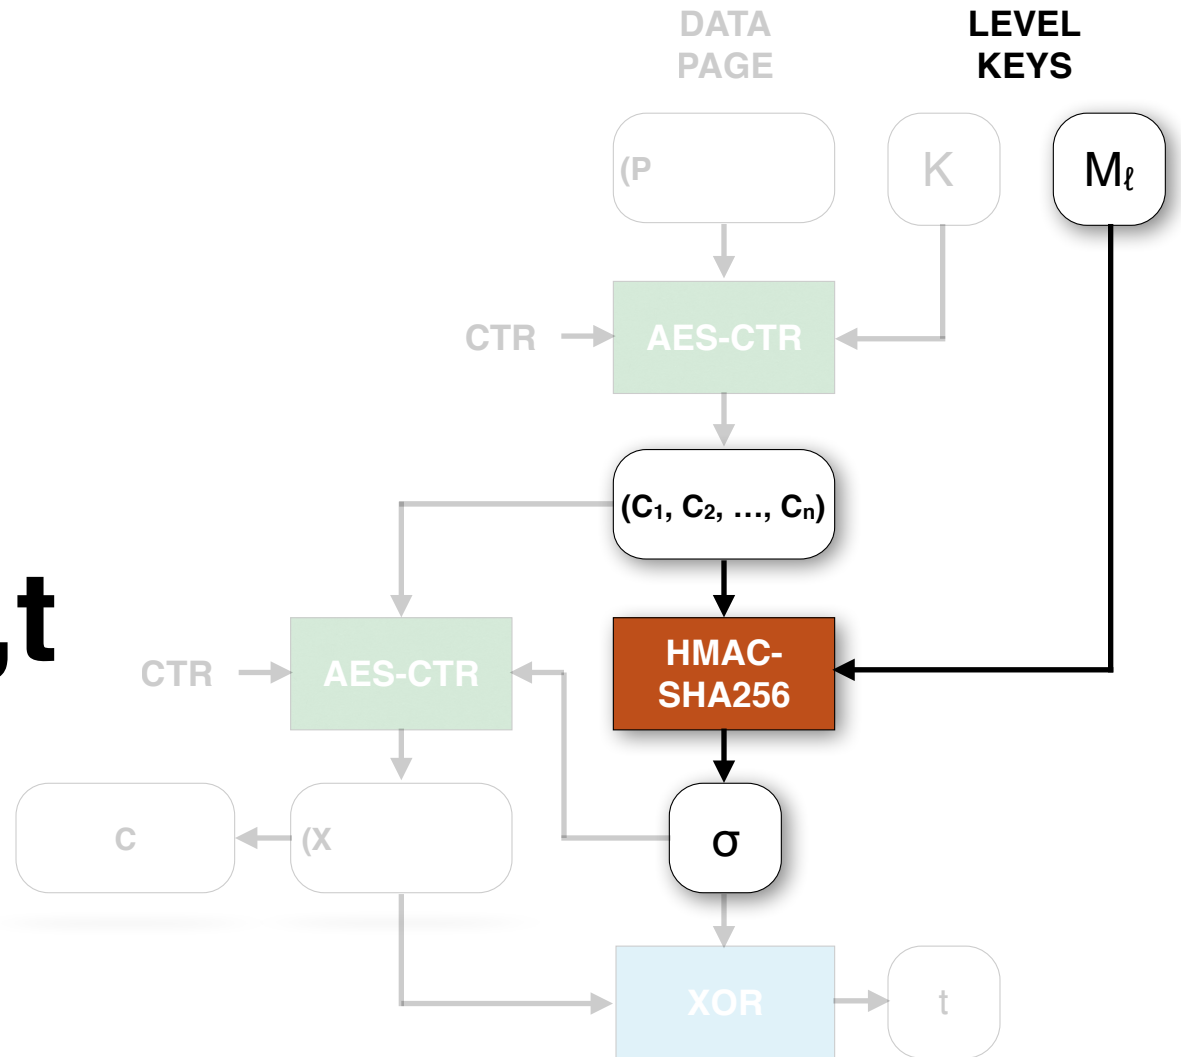 DATA
PAGE
LEVEL
KEYS
(P
K
Mℓ
CTR
AES-CTR
(C₁, C₂, ..., Cₙ)
,t
CTR
AES-CTR
HMAC-
SHA256
C
(X
σ
XOR
t